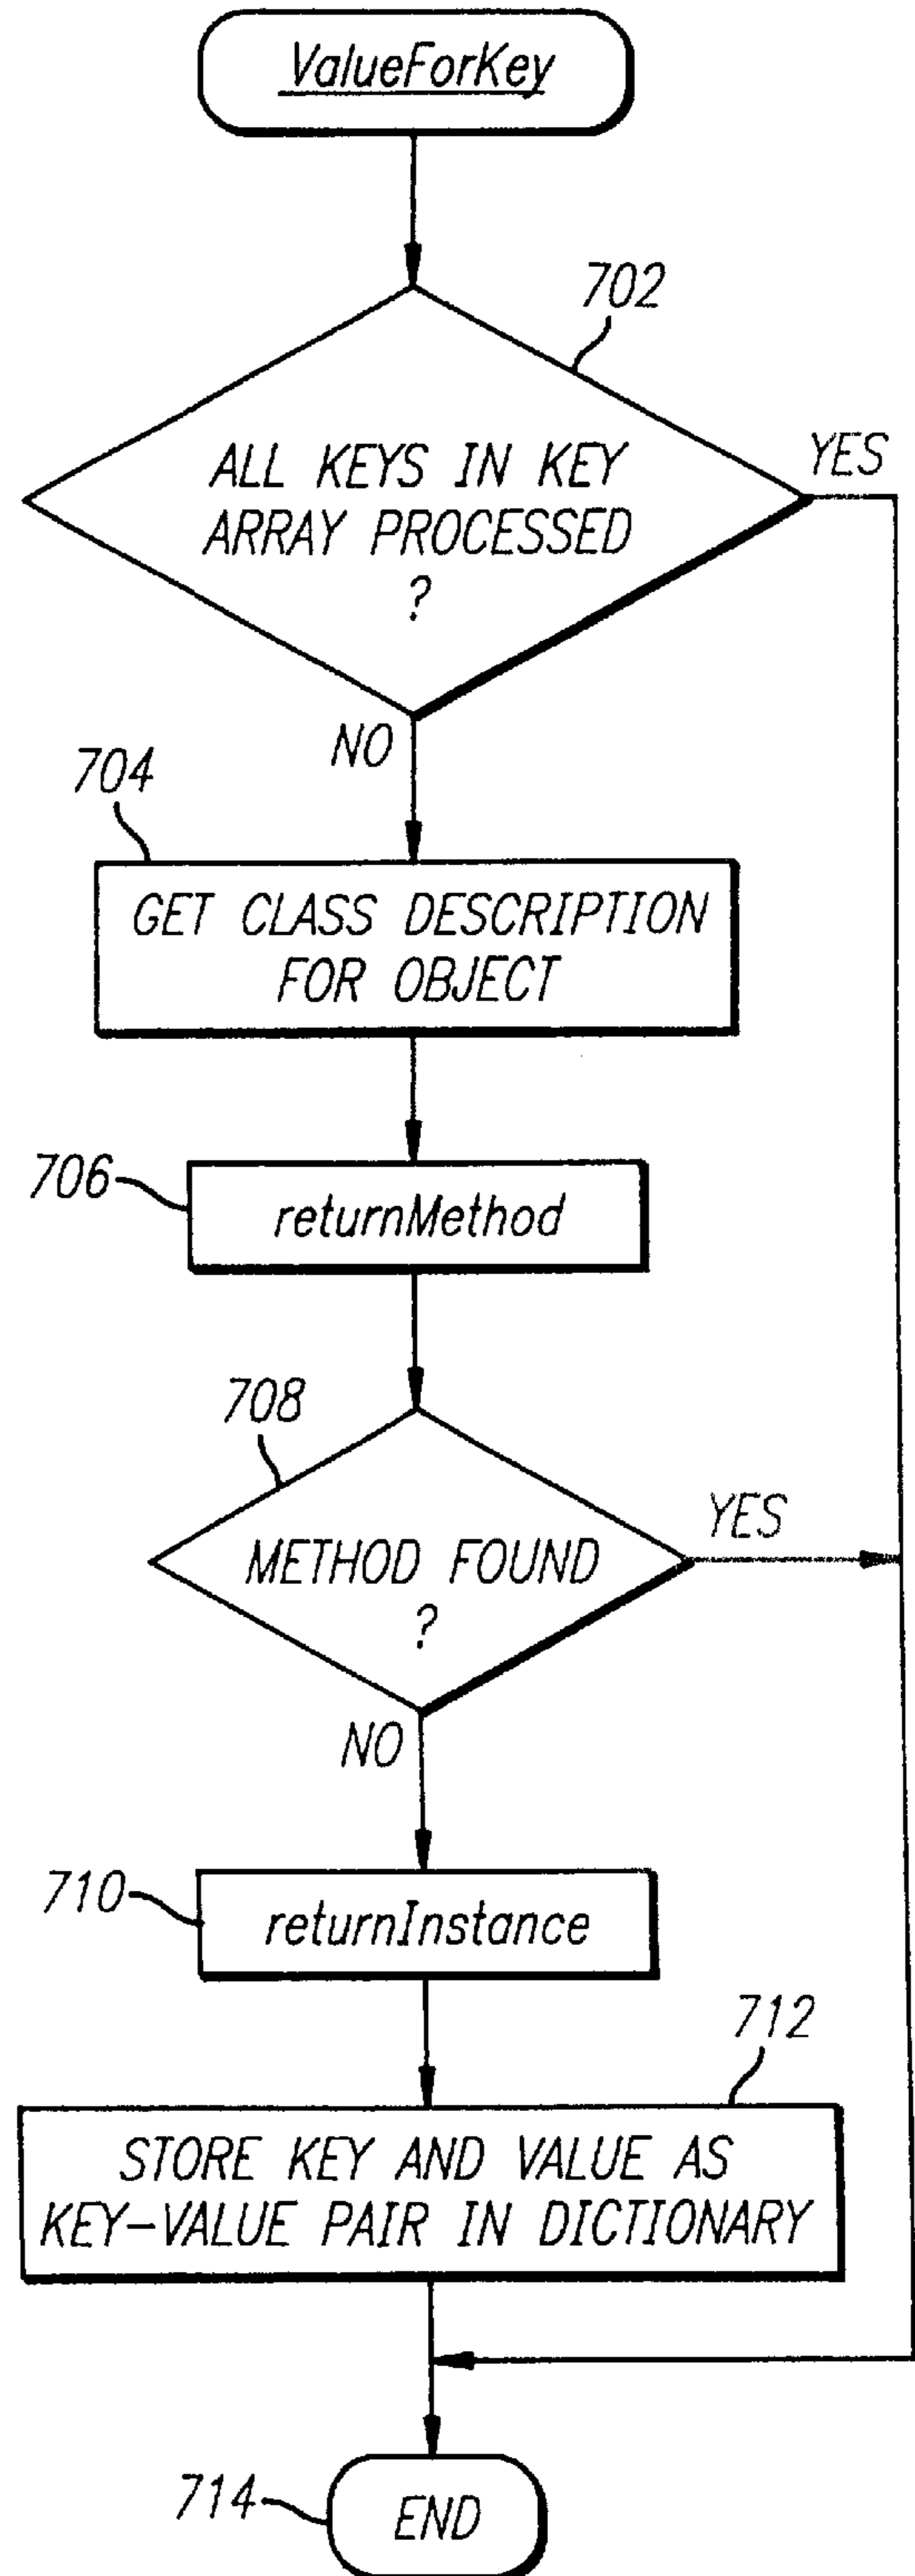 ValueForKey
702
ALL KEYS IN KEY
ARRAY PROCESSED
?
YES
NO
704
GET CLASS DESCRIPTION
FOR OBJECT
706
returnMethod
708
METHOD FOUND
?
YES
NO
710
returnInstance
712
STORE KEY AND VALUE AS
KEY-VALUE PAIR IN DICTIONARY
714
END